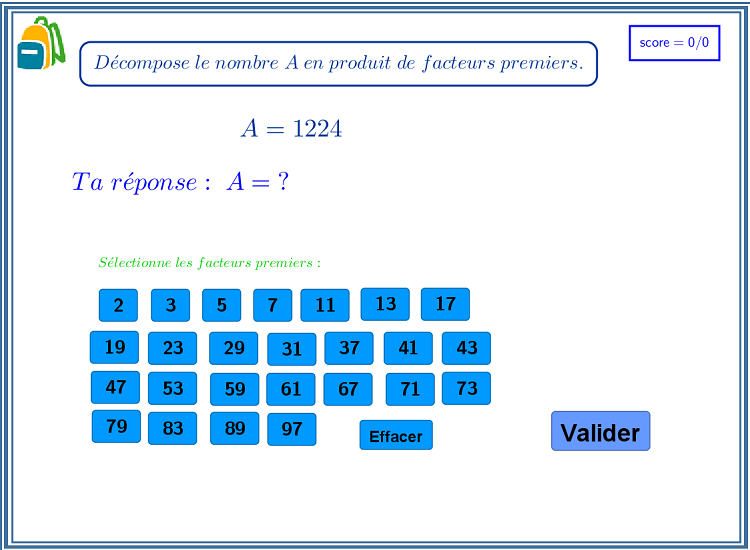 score = 0/0
Décompose le nombre A en produit de facteurs premiers.
A = 1224
Ta réponse : A = ?
Sélectionne les facteurs premiers :
2 3 5 7 11 13 17
19 23 29 31 37 41 43
47 53 59 61 67 71 73
79 83 89 97 Effacer Valider